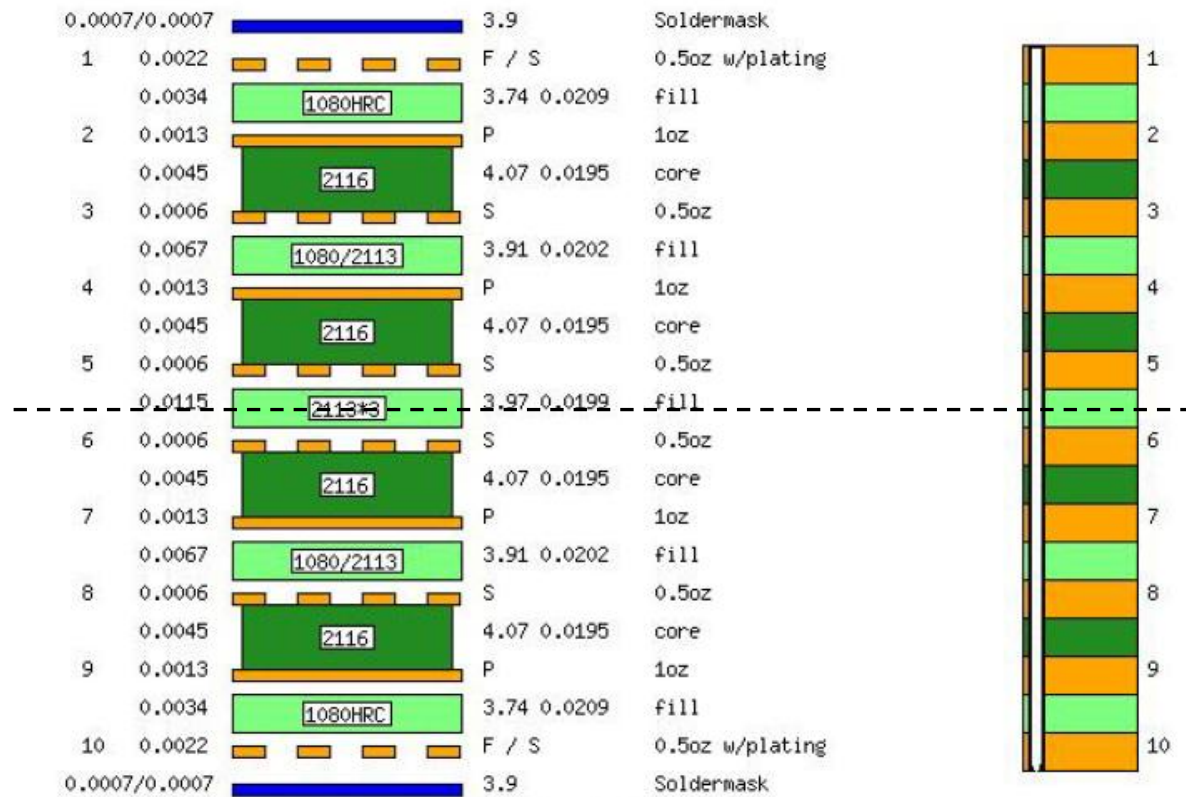 0.0007/0.0007 3.9 Soldermask
1 0.0022 F / S 0.5oz w/plating 1
0.0034 1080HRC 3.74 0.0209 fill
2 0.0013 P 1oz 2
0.0045 2116 4.07 0.0195 core
3 0.0006 S 0.5oz 3
0.0067 1080/2113 3.91 0.0202 fill
4 0.0013 P 1oz 4
0.0045 2116 4.07 0.0195 core
5 0.0006 S 0.5oz 5
0.0115 2113*3 3.97 0.0199 fill
6 0.0006 S 0.5oz 6
0.0045 2116 4.07 0.0195 core
7 0.0013 P 1oz 7
0.0067 1080/2113 3.91 0.0202 fill
8 0.0006 S 0.5oz 8
0.0045 2116 4.07 0.0195 core
9 0.0013 P 1oz 9
0.0034 1080HRC 3.74 0.0209 fill
10 0.0022 F / S 0.5oz w/plating 10
0.0007/0.0007 3.9 Soldermask